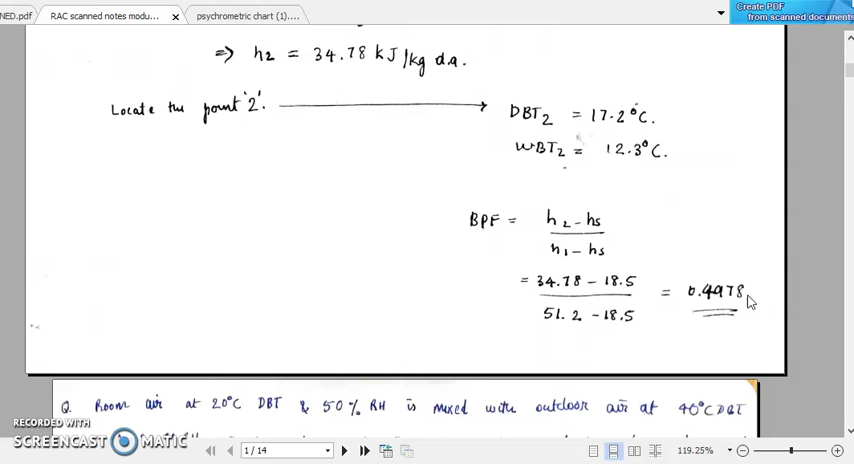 NED.pdf
RAC scanned notes modu... ×
psychrometric chart (1)....
Create PDF
from scanned documents
⇒ h2 = 34.78 kJ/kg d.a.
Locate the point '2'. → DBT2 = 17.2°C.
WBT2 = 12.3°C.
BPF = h2 - hs
h1 - hs
= 34.78 - 18.5
51.2 - 18.5
= 0.4978
Q. Room air at 20°C DBT & 50% RH is mixed with outdoor air at 40°C DBT
RECORDED WITH
SCREENCAST MATIC
1 / 14
119.25%